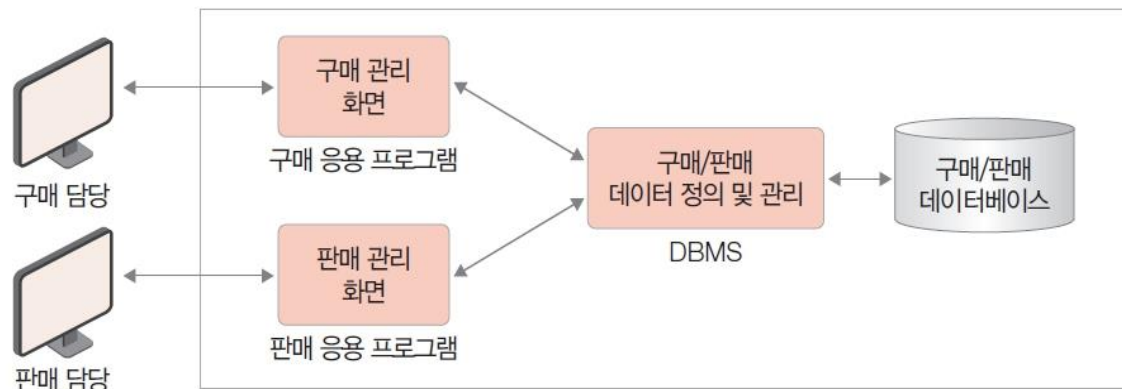 구매 관리
화면
구매 응용 프로그램
구매 담당
구매/판매
데이터 정의 및 관리
DBMS
구매/판매
데이터베이스
판매 관리
화면
판매 응용 프로그램
판매 담당